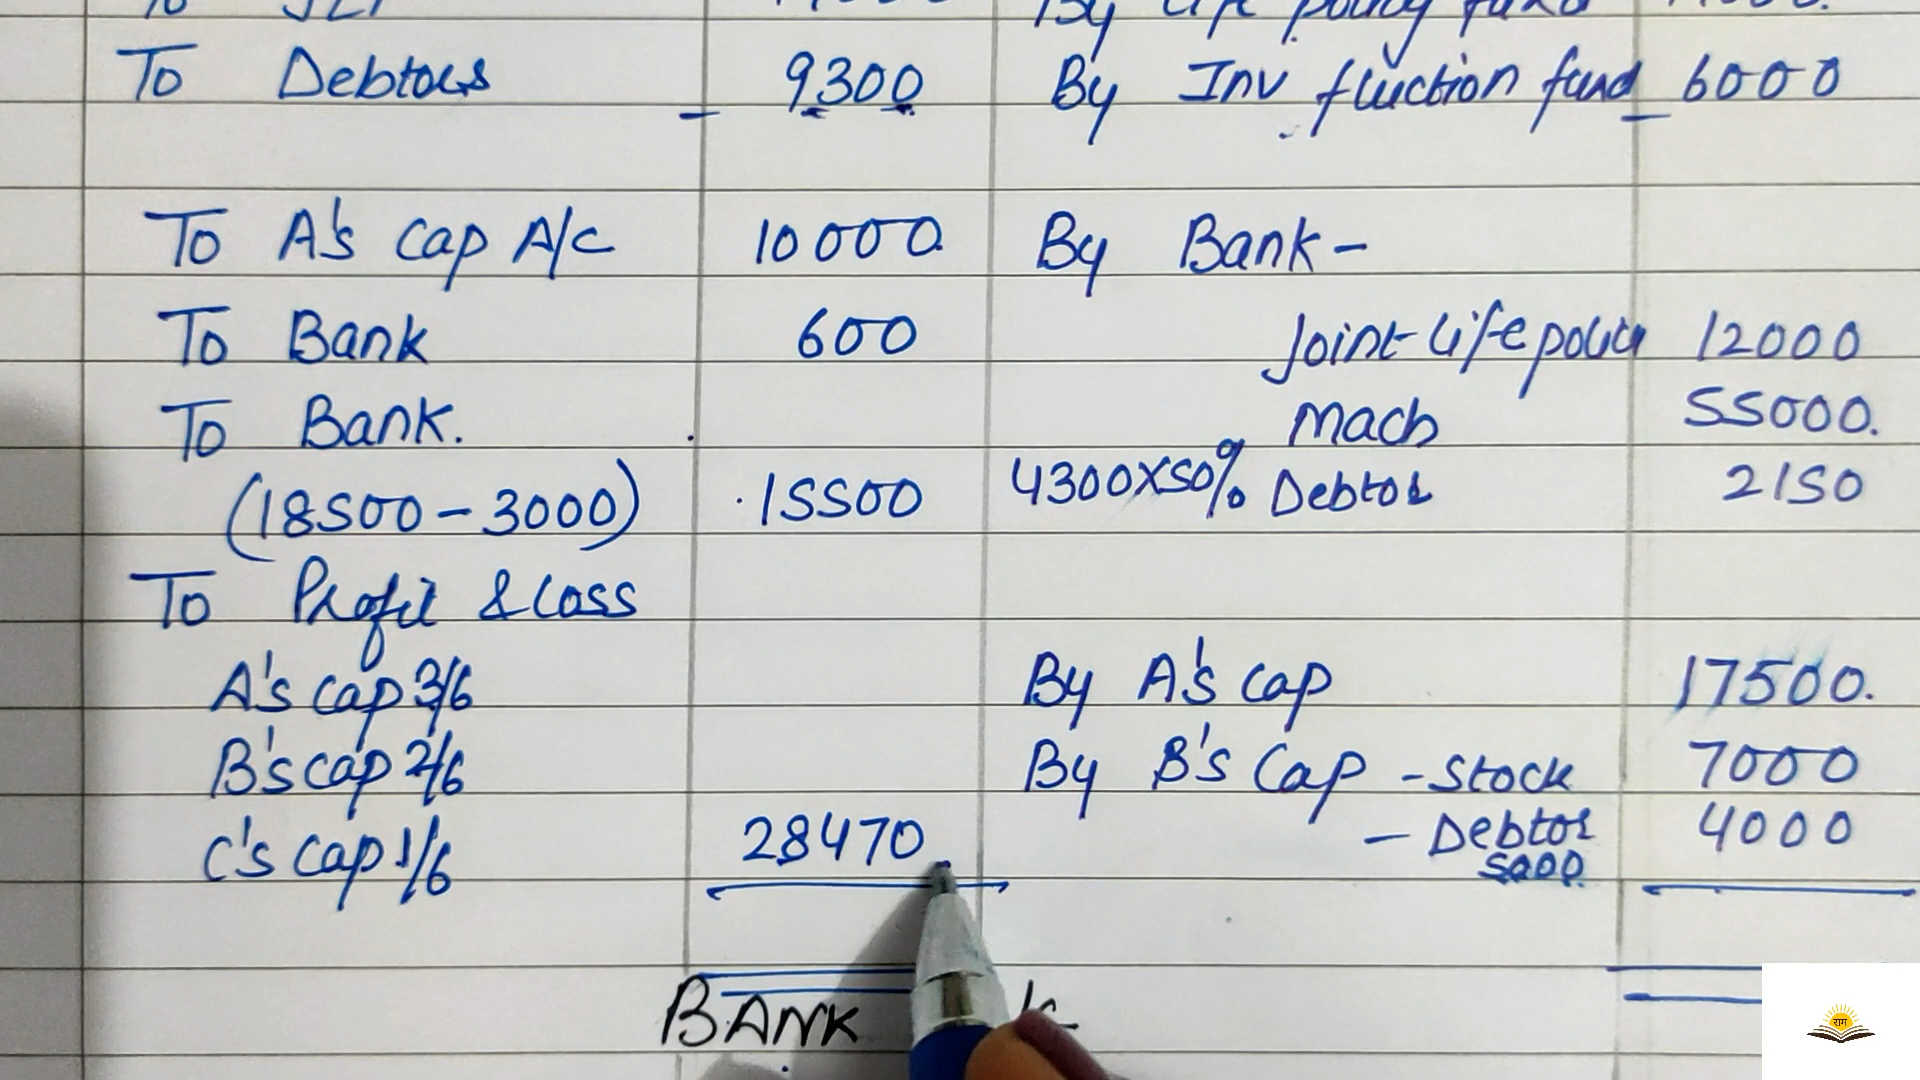 To Debtors 9300 By Inv fluction fund 6000
To A's Cap A/c 10000 By Bank -
To Bank 600 Joint Life policy 12000
To Bank. Mach 55000.
(18500 - 3000) 15500 4300X50% Debtor 2150
To Profit & Loss
A's Cap 3/6 By A's Cap 17500.
B's Cap 2/6 By B's Cap - Stock 7000
C's Cap 1/6 28470 - Debtor 4000
5000.
BANK
राम